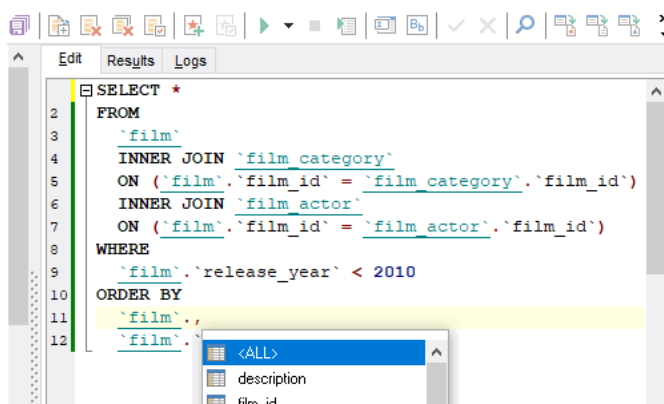 Edit Results Logs
SELECT *
2 FROM
3 `film`
4 INNER JOIN `film_category`
5 ON (`film`.`film_id` = `film_category`.`film_id`)
6 INNER JOIN `film_actor`
7 ON (`film`.`film_id` = `film_actor`.`film_id`)
8 WHERE
9 `film`.`release_year` < 2010
10 ORDER BY
11 `film`.,
12 `film`.`
<ALL>
description
film_id